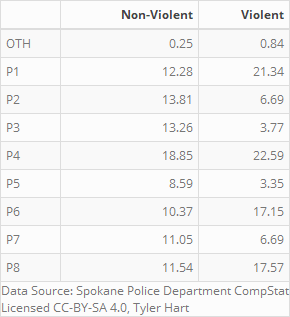 Non-Violent Violent
OTH 0.25 0.84
P1 12.28 21.34
P2 13.81 6.69
P3 13.26 3.77
P4 18.85 22.59
P5 8.59 3.35
P6 10.37 17.15
P7 11.05 6.69
P8 11.54 17.57
Data Source: Spokane Police Department CompStat
Licensed CC-BY-SA 4.0, Tyler Hart